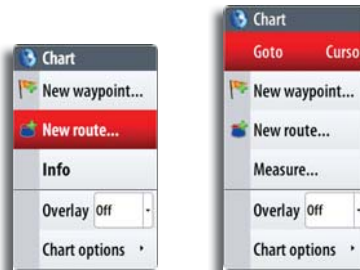 Chart
New waypoint...
New route...
Info
Overlay Off
Chart options
Chart
Goto Curso
New waypoint...
New route...
Measure...
Overlay Off
Chart options